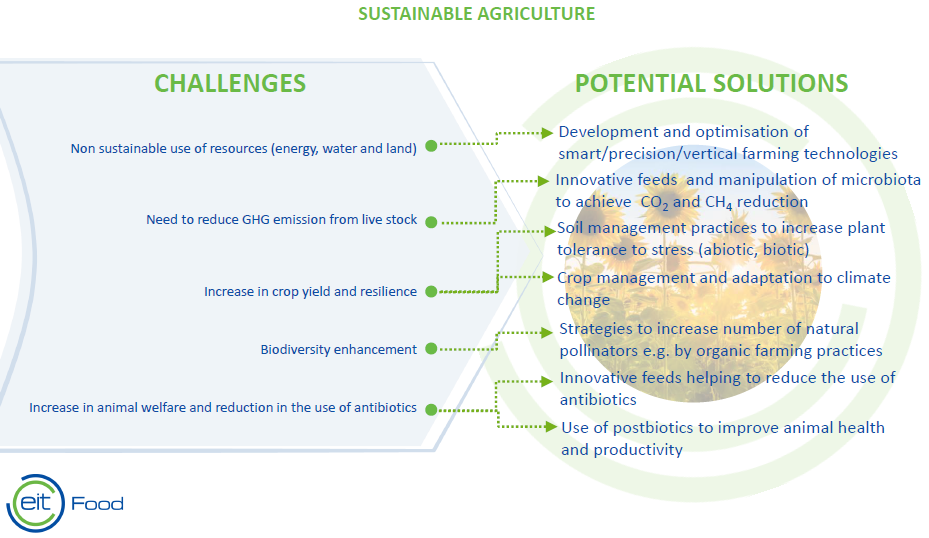 SUSTAINABLE AGRICULTURE
CHALLENGES
Non sustainable use of resources (energy, water and land)
Need to reduce GHG emission from live stock
Increase in crop yield and resilience
Biodiversity enhancement
Increase in animal welfare and reduction in the use of antibiotics
POTENTIAL SOLUTIONS
Development and optimisation of
smart/precision/vertical farming technologies
Innovative feeds and manipulation of microbiota
to achieve CO₂ and CH₄ reduction
Soil management practices to increase plant
tolerance to stress (abiotic, biotic)
Crop management and adaptation to climate
change
Strategies to increase number of natural
pollinators e.g. by organic farming practices
Innovative feeds helping to reduce the use of
antibiotics
Use of postbiotics to improve animal health
and productivity
eit Food